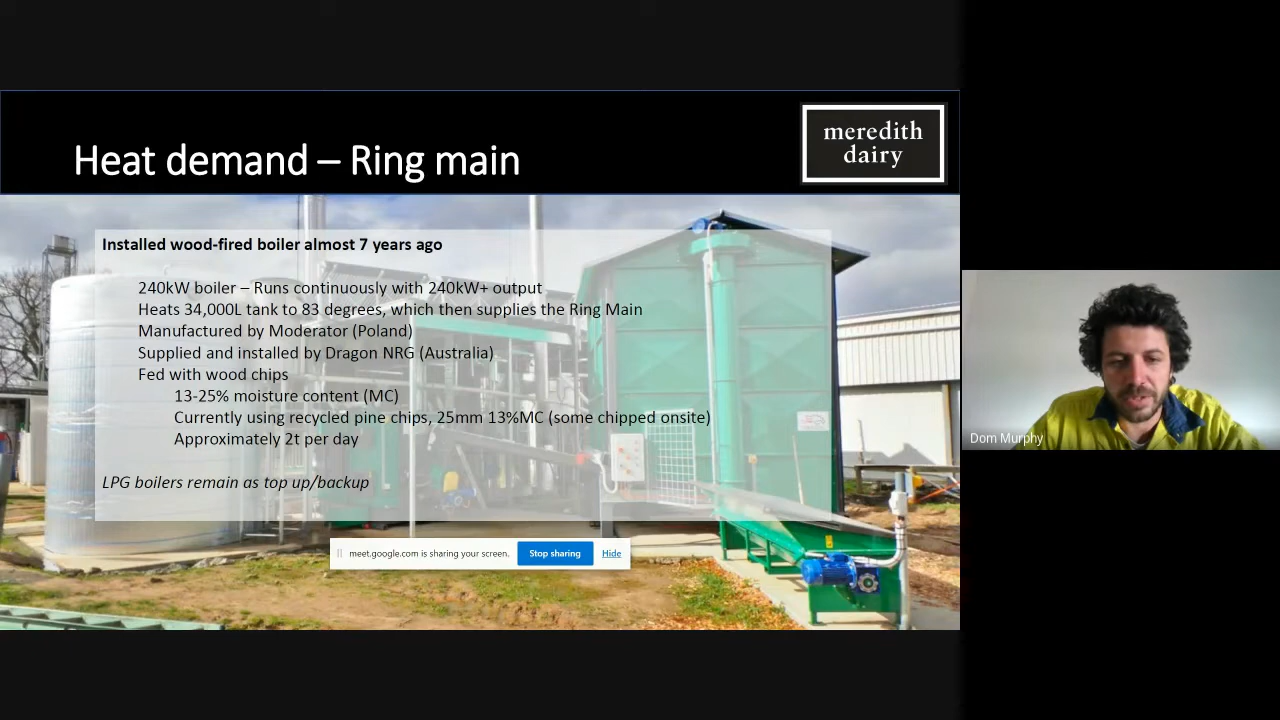 Heat demand – Ring main
meredith
dairy
Installed wood-fired boiler almost 7 years ago
240kW boiler – Runs continuously with 240kW+ output
Heats 34,000L tank to 83 degrees, which then supplies the Ring Main
Manufactured by Moderator (Poland)
Supplied and installed by Dragon NRG (Australia)
Fed with wood chips
13-25% moisture content (MC)
Currently using recycled pine chips, 25mm 13%MC (some chipped onsite)
Approximately 2t per day
LPG boilers remain as top up/backup
meet.google.com is sharing your screen. Stop sharing Hide
Dom Murphy